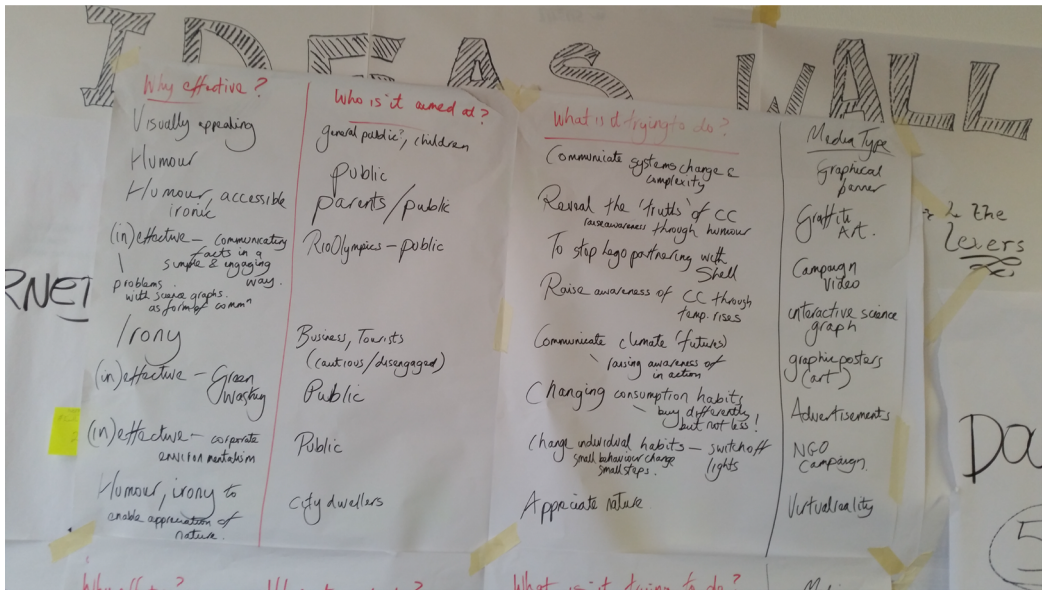 IDEAS WALL
Why effective?
Visually appealing
Humour
Humour, accessible
ironic
(in)effective – communicating
facts in a
simple & engaging
way.
problems
with science graphs.
as form of commⁿ
Irony
(in)effective – Green
washing
(in)effective – corporate
environmentalism
Humour, irony to
enable appreciation of
nature.
Who is it aimed at?
general public?, children
Public
parents/public
RioOlympics – public
Business, Tourists
(cautious/disengaged)
Public
Public
City dwellers
What is it trying to do?
Communicate systems change &
complexity
Reveal the 'truths' of CC
raise awareness through humour
To stop Lego partnering with
Shell
Raise awareness of CC through
temp. rises
Communicate climate 'futures'
raising awareness of
in action
Changing consumption habits
– buy differently
but not less!
Change individual habits – switch off
lights
small behaviour change
small steps.
Appreciate nature.
Media Type
Graphical
banner
Graffiti
Art.
Campaign
video
interactive science
graph
graphic posters
(art)
Advertisements
NGO
Campaign.
Virtual reality
RNET
& the
levers
DOC
5
What is it trying to do?